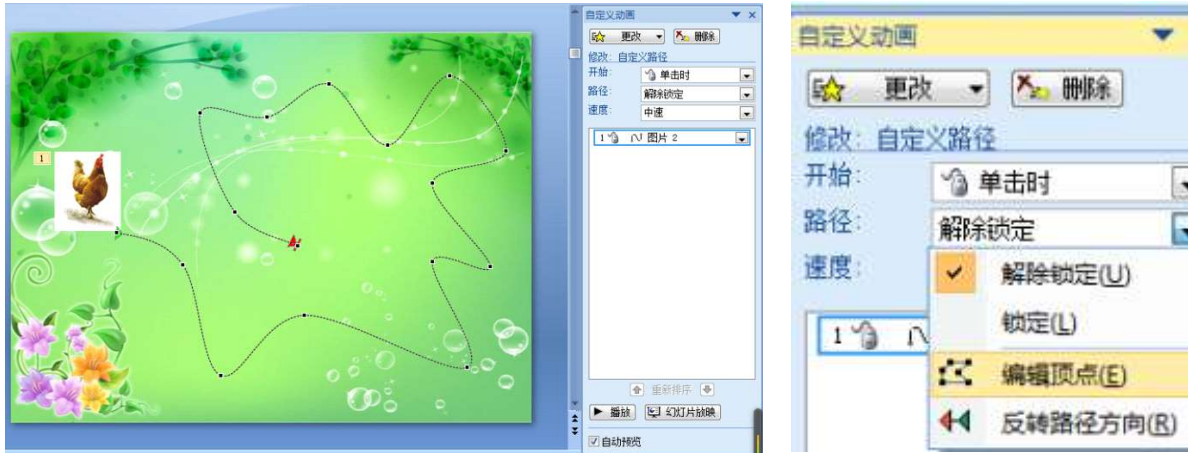 自定义动画
更改 删除
修改: 自定义路径
开始: 单击时
路径: 解除锁定
速度: 中速
1 图片 2
1
重新排序
播放 幻灯片放映
自动预览
自定义动画
更改 删除
修改: 自定义路径
开始: 单击时
路径: 解除锁定
速度:
解除锁定(U)
锁定(L)
1
编辑顶点(E)
反转路径方向(R)